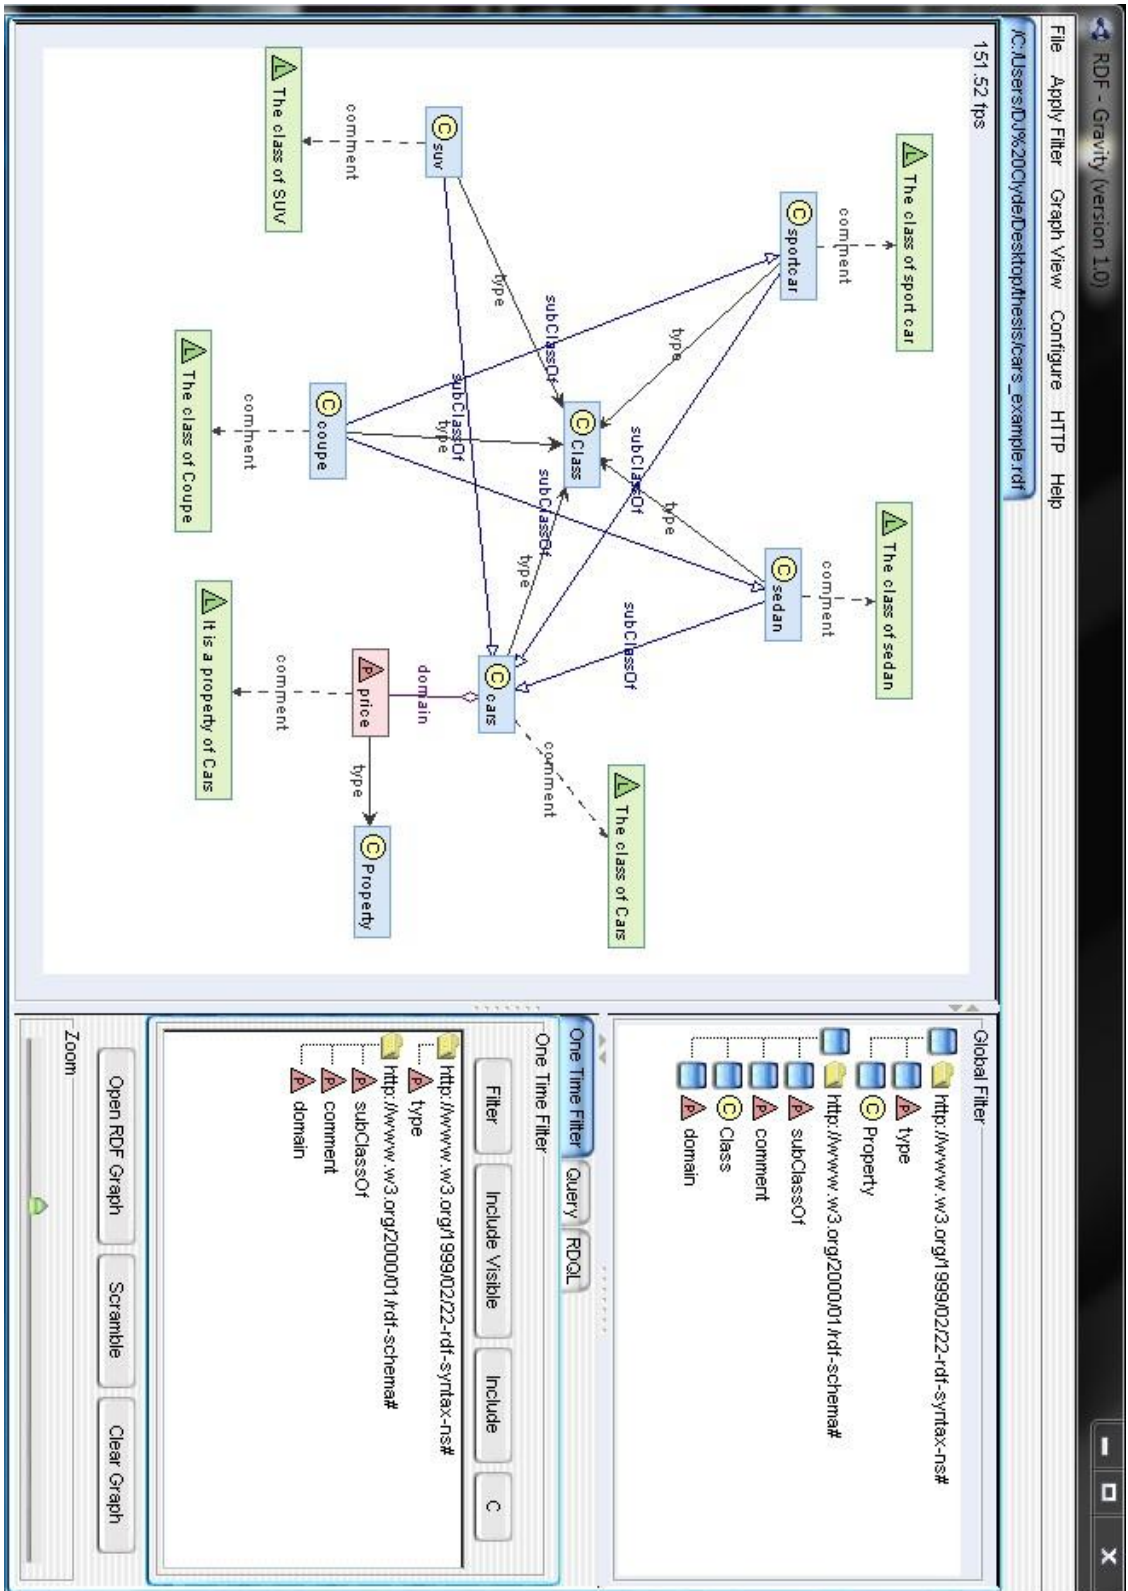 RDF - Gravity (version 1.0)
File Apply Filter Graph View Configure HTTP Help
/C:/Users/DJ%20Clyde/Desktop/thesis/cars_example.rdf
151.52 fps
The class of sport car
comment
sportcar
The class of sedan
comment
sedan
The class of Cars
comment
type
type
subClassOf
subClassOf
subClassOf
Class
type
subClassOf
subClassOf
type
type
suv
comment
The class of SUV
cars
domain
coupe
comment
The class of Coupe
price
type
Property
comment
It is a property of Cars
Global Filter
http://www.w3.org/1999/02/22-rdf-syntax-ns#
type
Property
http://www.w3.org/2000/01/rdf-schema#
subClassOf
comment
Class
domain
One Time Filter Query RDQL
One Time Filter
Filter Include Visible Include C
http://www.w3.org/1999/02/22-rdf-syntax-ns#
type
http://www.w3.org/2000/01/rdf-schema#
subClassOf
comment
domain
Open RDF Graph Scramble Clear Graph
Zoom